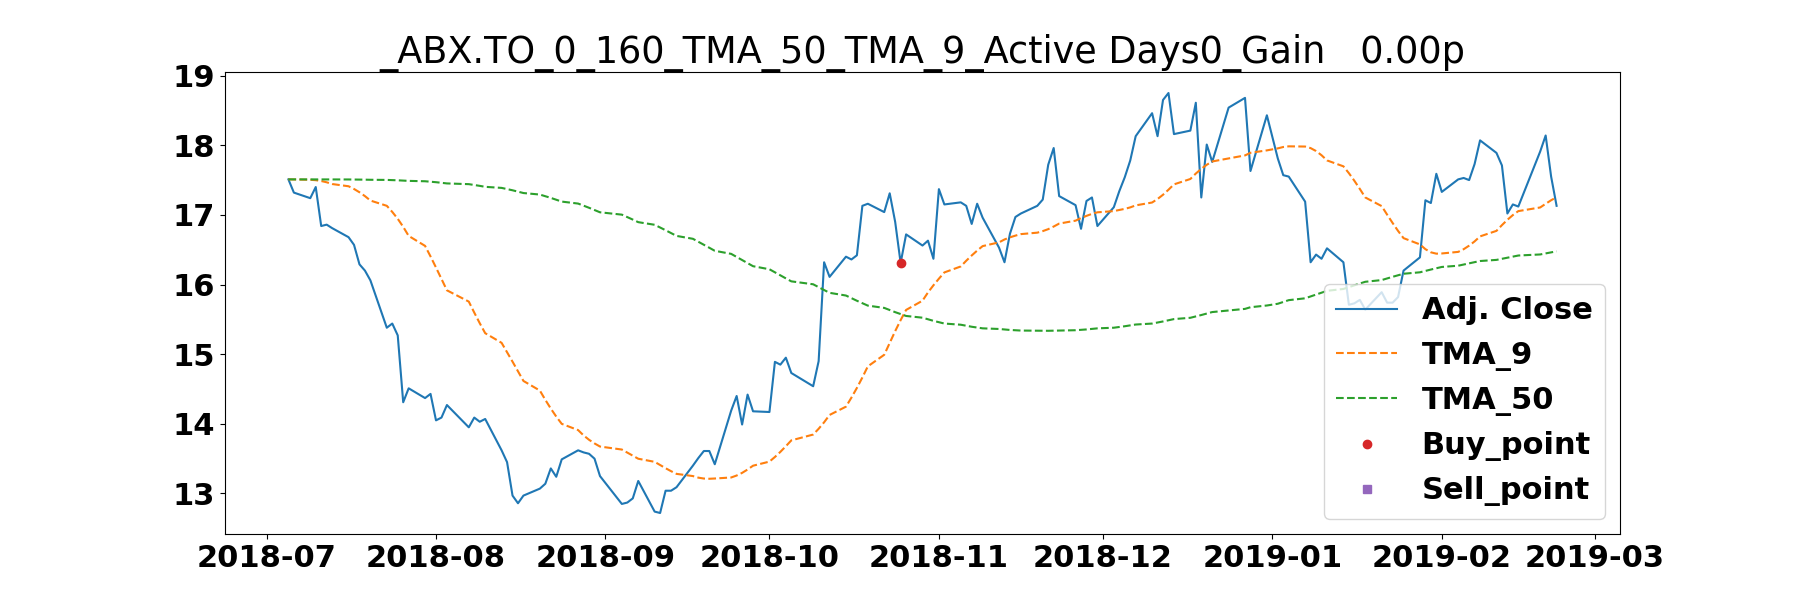 _ABX.TO_0_160_TMA_50_TMA_9_Active Days0_Gain   0.00p
19
18
17
16
15
14
13
Adj. Close
TMA_9
TMA_50
Buy_point
Sell_point
2018-07 2018-08 2018-09 2018-10 2018-11 2018-12 2019-01 2019-02 2019-03